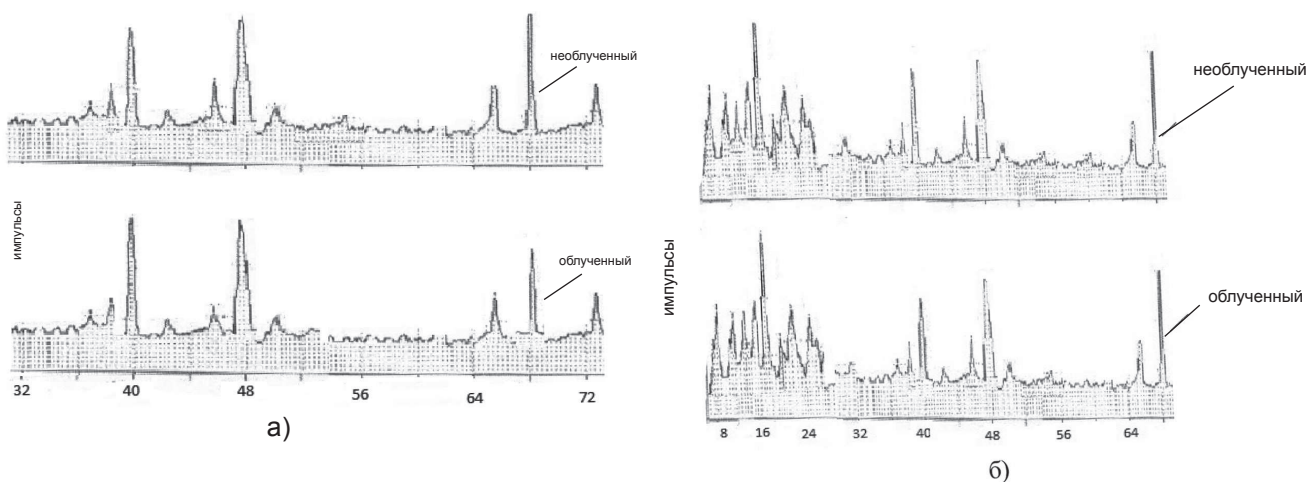 необлученный
импульсы
облученный
32 40 48 56 64 72
а)
необлученный
импульсы
облученный
8 16 24 32 40 48 56 64
б)